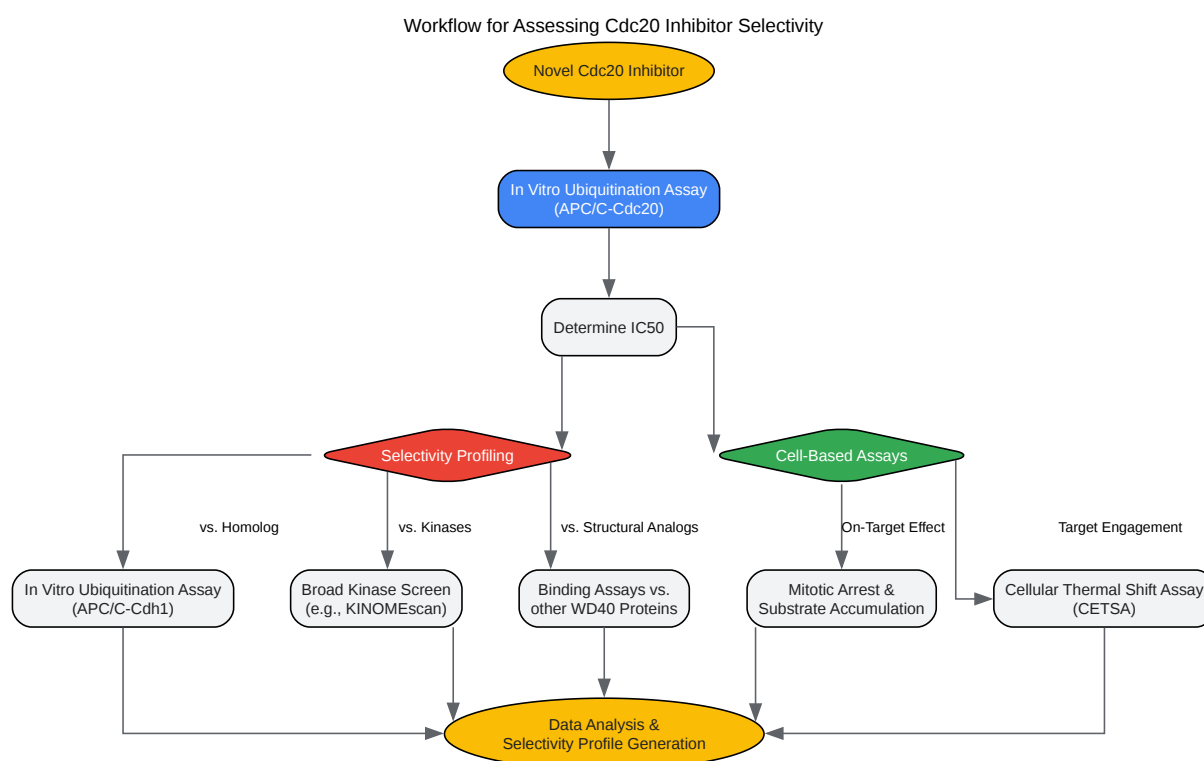 Workflow for Assessing Cdc20 Inhibitor Selectivity
Novel Cdc20 Inhibitor
In Vitro Ubiquitination Assay
(APC/C-Cdc20)
Determine IC50
Selectivity Profiling
Cell-Based Assays
vs. Homolog
vs. Kinases
vs. Structural Analogs
On-Target Effect
Target Engagement
In Vitro Ubiquitination Assay
(APC/C-Cdh1)
Broad Kinase Screen
(e.g., KINOMEscan)
Binding Assays vs.
other WD40 Proteins
Mitotic Arrest &
Substrate Accumulation
Cellular Thermal Shift Assay
(CETSA)
Data Analysis &
Selectivity Profile Generation